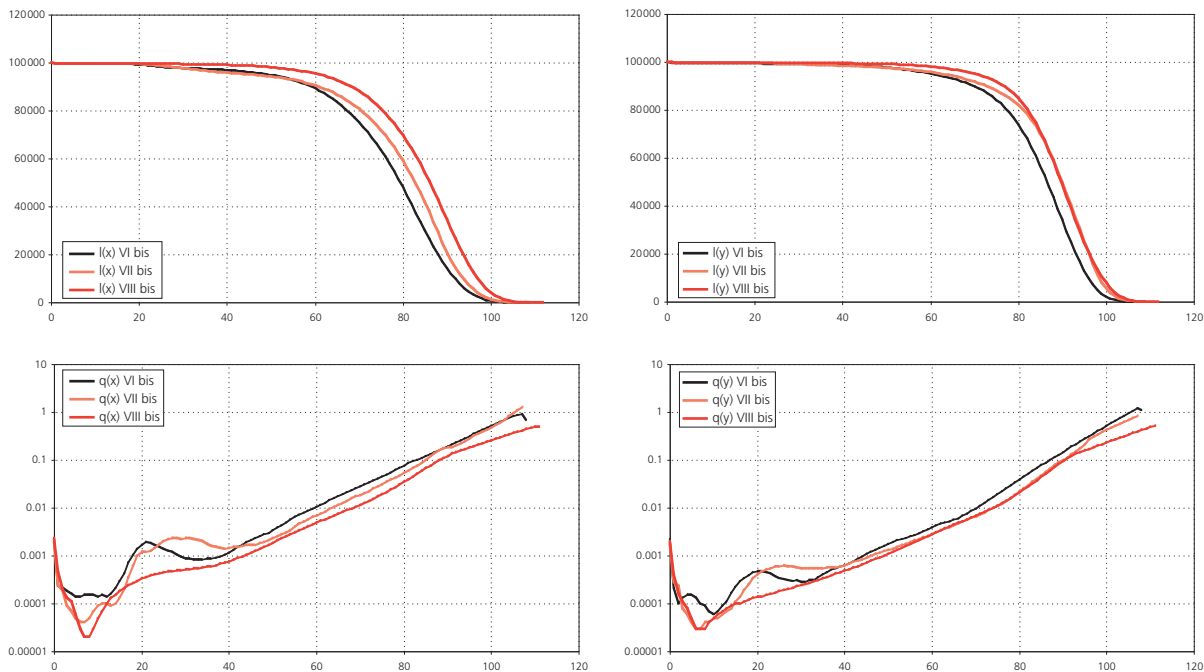 120000
100000
80000
60000
40000
20000
0
l(x) VI bis
l(x) VII bis
l(x) VIII bis
0 20 40 60 80 100 120
120000
100000
80000
60000
40000
20000
0
l(y) VI bis
l(y) VII bis
l(y) VIII bis
0 20 40 60 80 100 120
10
1
0.1
0.01
0.001
0.0001
0.00001
q(x) VI bis
q(x) VII bis
q(x) VIII bis
0 20 40 60 80 100 120
10
1
0.1
0.01
0.001
0.0001
0.00001
q(y) VI bis
q(y) VII bis
q(y) VIII bis
0 20 40 60 80 100 120